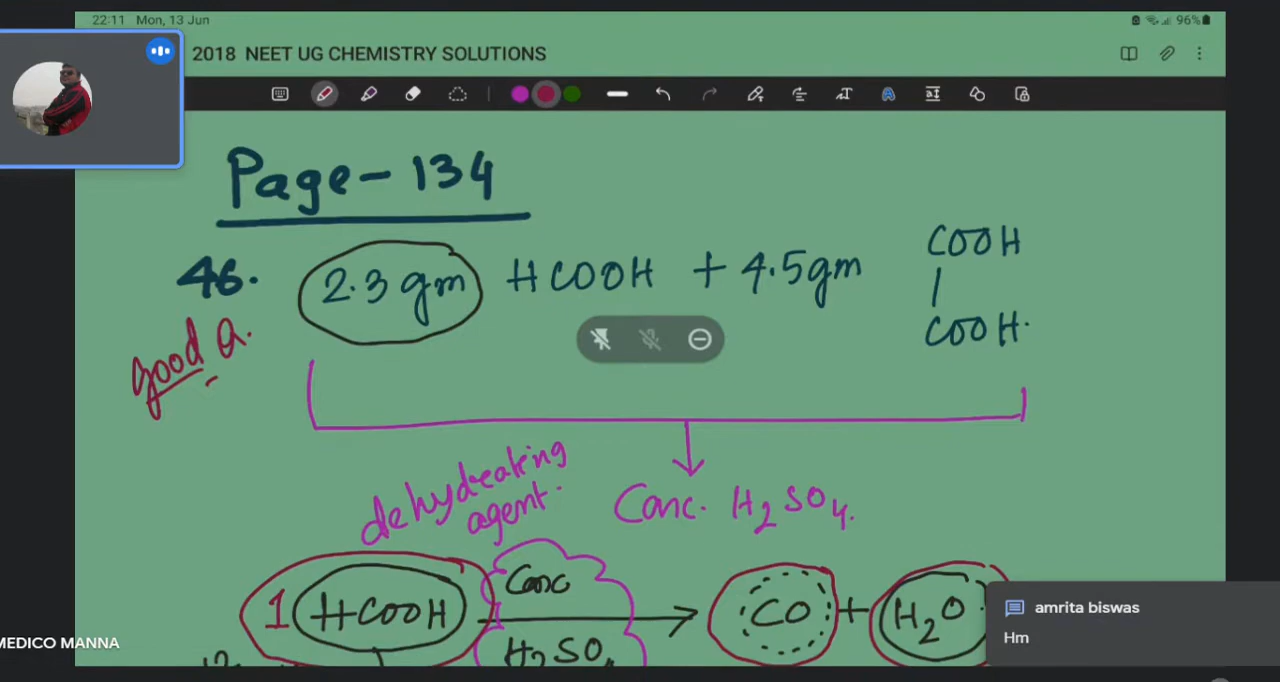 22:11 Mon, 13 Jun
96%
2018 NEET UG CHEMISTRY SOLUTIONS
Page-134
46. 2.3 gm HCOOH + 4.5gm COOH
|
COOH.
good Q.
dehydreating
agent.
Conc. H2SO4.
1 HCOOH Conc H2SO4 → CO + H2O
amrita biswas
Hm
MEDICO MANNA